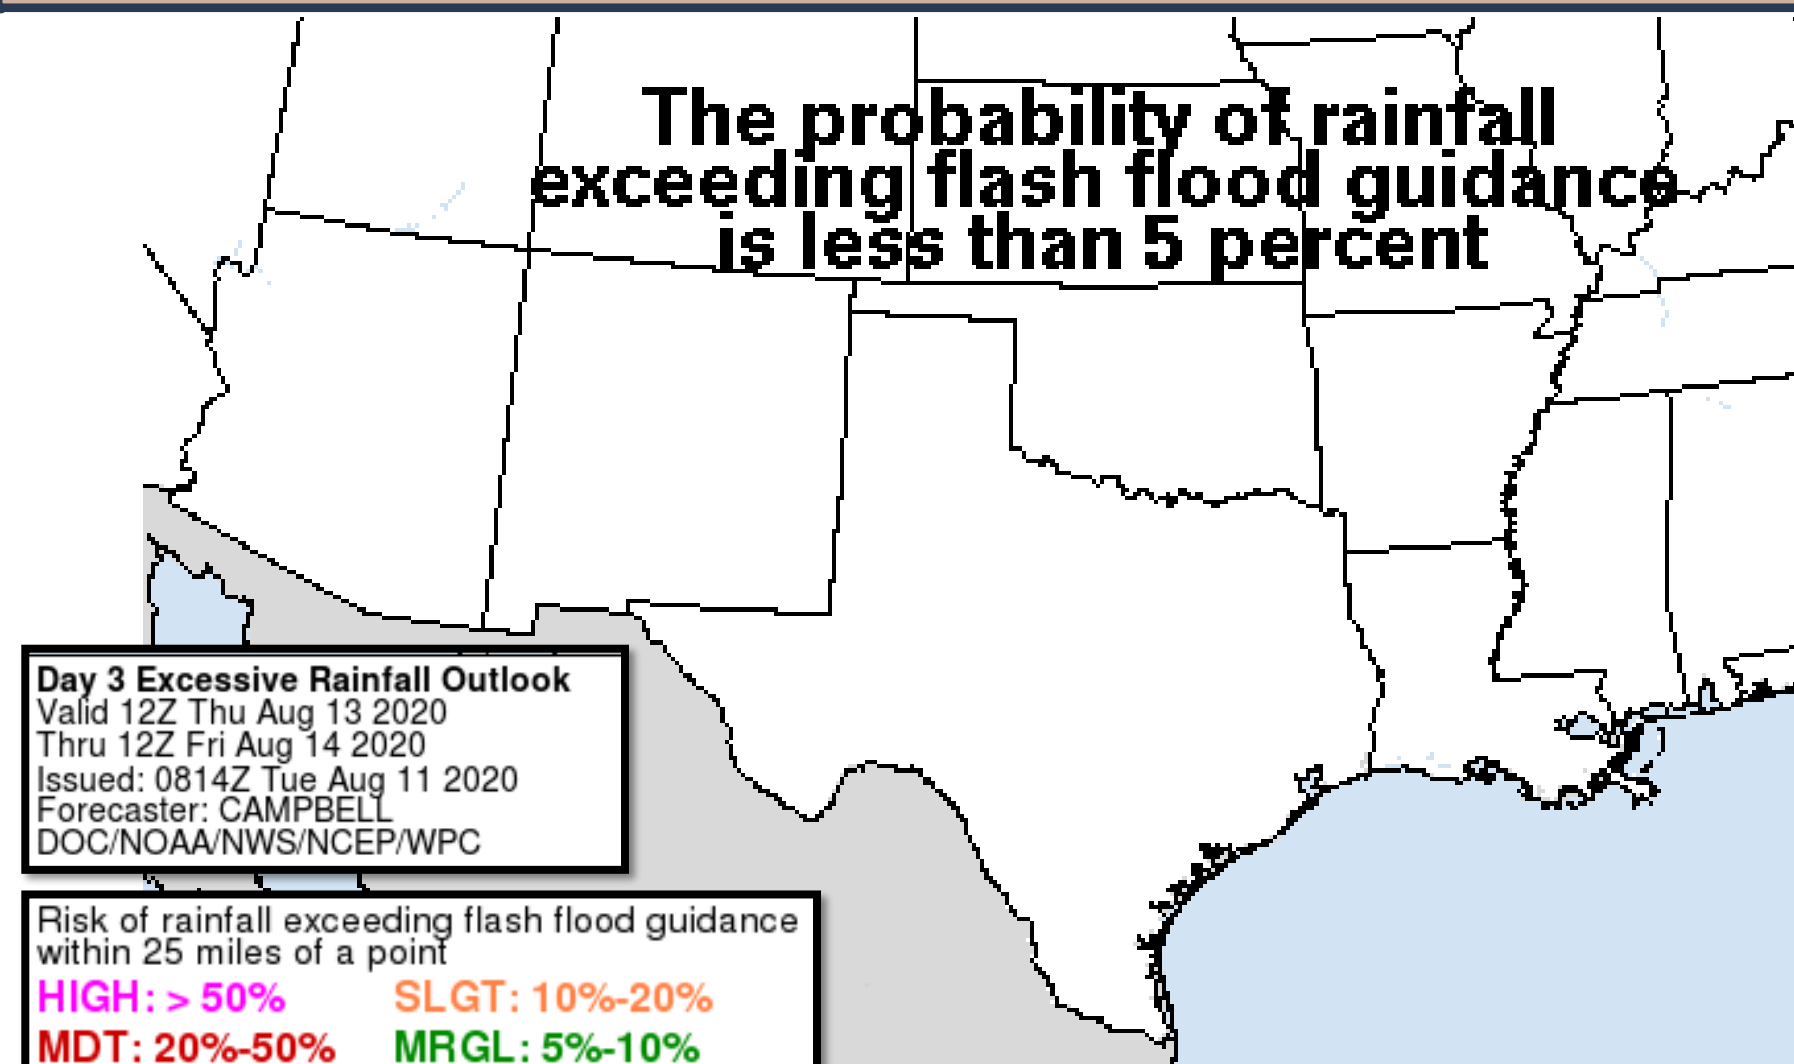 The probability of rainfall
exceeding flash flood guidance
is less than 5 percent
Day 3 Excessive Rainfall Outlook
Valid 12Z Thu Aug 13 2020
Thru 12Z Fri Aug 14 2020
Issued: 0814Z Tue Aug 11 2020
Forecaster: CAMPBELL
DOC/NOAA/NWS/NCEP/WPC
Risk of rainfall exceeding flash flood guidance
within 25 miles of a point
HIGH: > 50% SLGT: 10%-20%
MDT: 20%-50% MRGL: 5%-10%